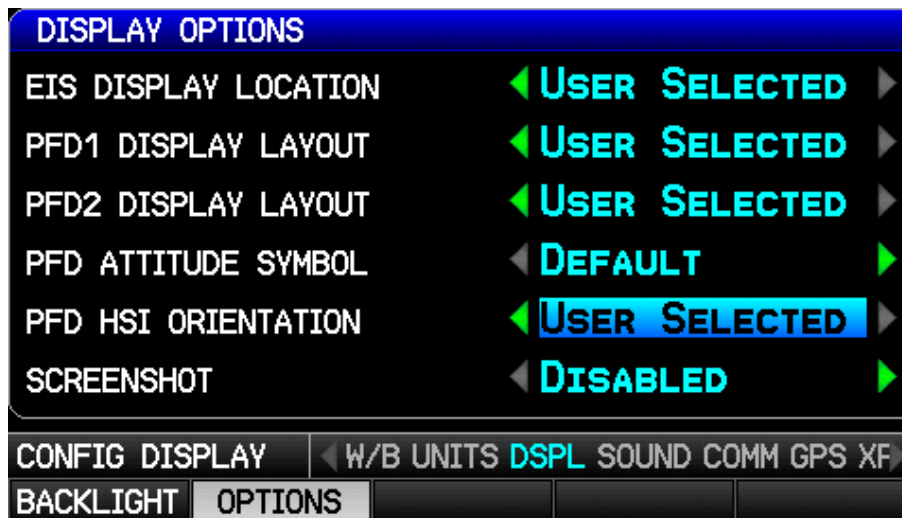 DISPLAY OPTIONS
EIS DISPLAY LOCATION USER SELECTED
PFD1 DISPLAY LAYOUT USER SELECTED
PFD2 DISPLAY LAYOUT USER SELECTED
PFD ATTITUDE SYMBOL DEFAULT
PFD HSI ORIENTATION USER SELECTED
SCREENSHOT DISABLED
CONFIG DISPLAY W/B UNITS DSPL SOUND COMM GPS
BACKLIGHT OPTIONS